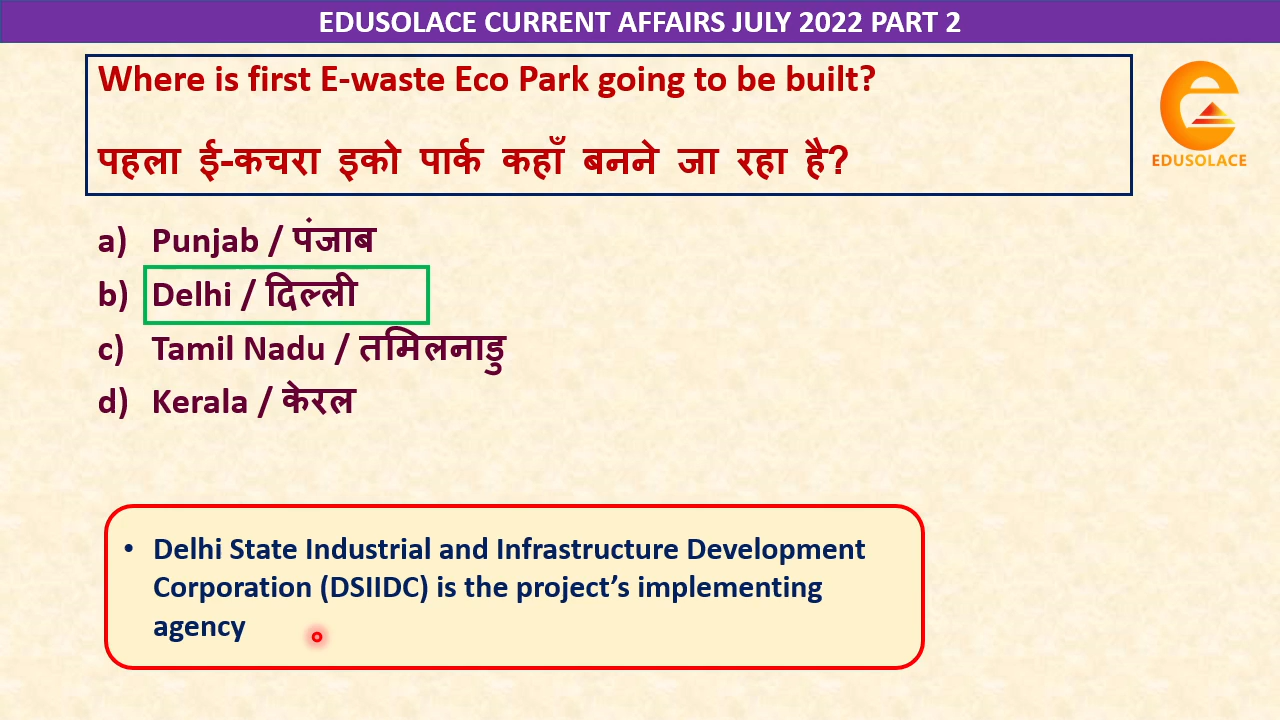 EDUSOLACE CURRENT AFFAIRS JULY 2022 PART 2
Where is first E-waste Eco Park going to be built?
पहला ई-कचरा इको पार्क कहाँ बनने जा रहा है?
EDUSOLACE
a) Punjab / पंजाब
b) Delhi / दिल्ली
c) Tamil Nadu / तमिलनाडु
d) Kerala / केरल
• Delhi State Industrial and Infrastructure Development
Corporation (DSIIDC) is the project’s implementing
agency